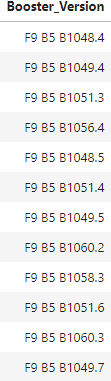 Booster_Version
F9 B5 B1048.4
F9 B5 B1049.4
F9 B5 B1051.3
F9 B5 B1056.4
F9 B5 B1048.5
F9 B5 B1051.4
F9 B5 B1049.5
F9 B5 B1060.2
F9 B5 B1058.3
F9 B5 B1051.6
F9 B5 B1060.3
F9 B5 B1049.7